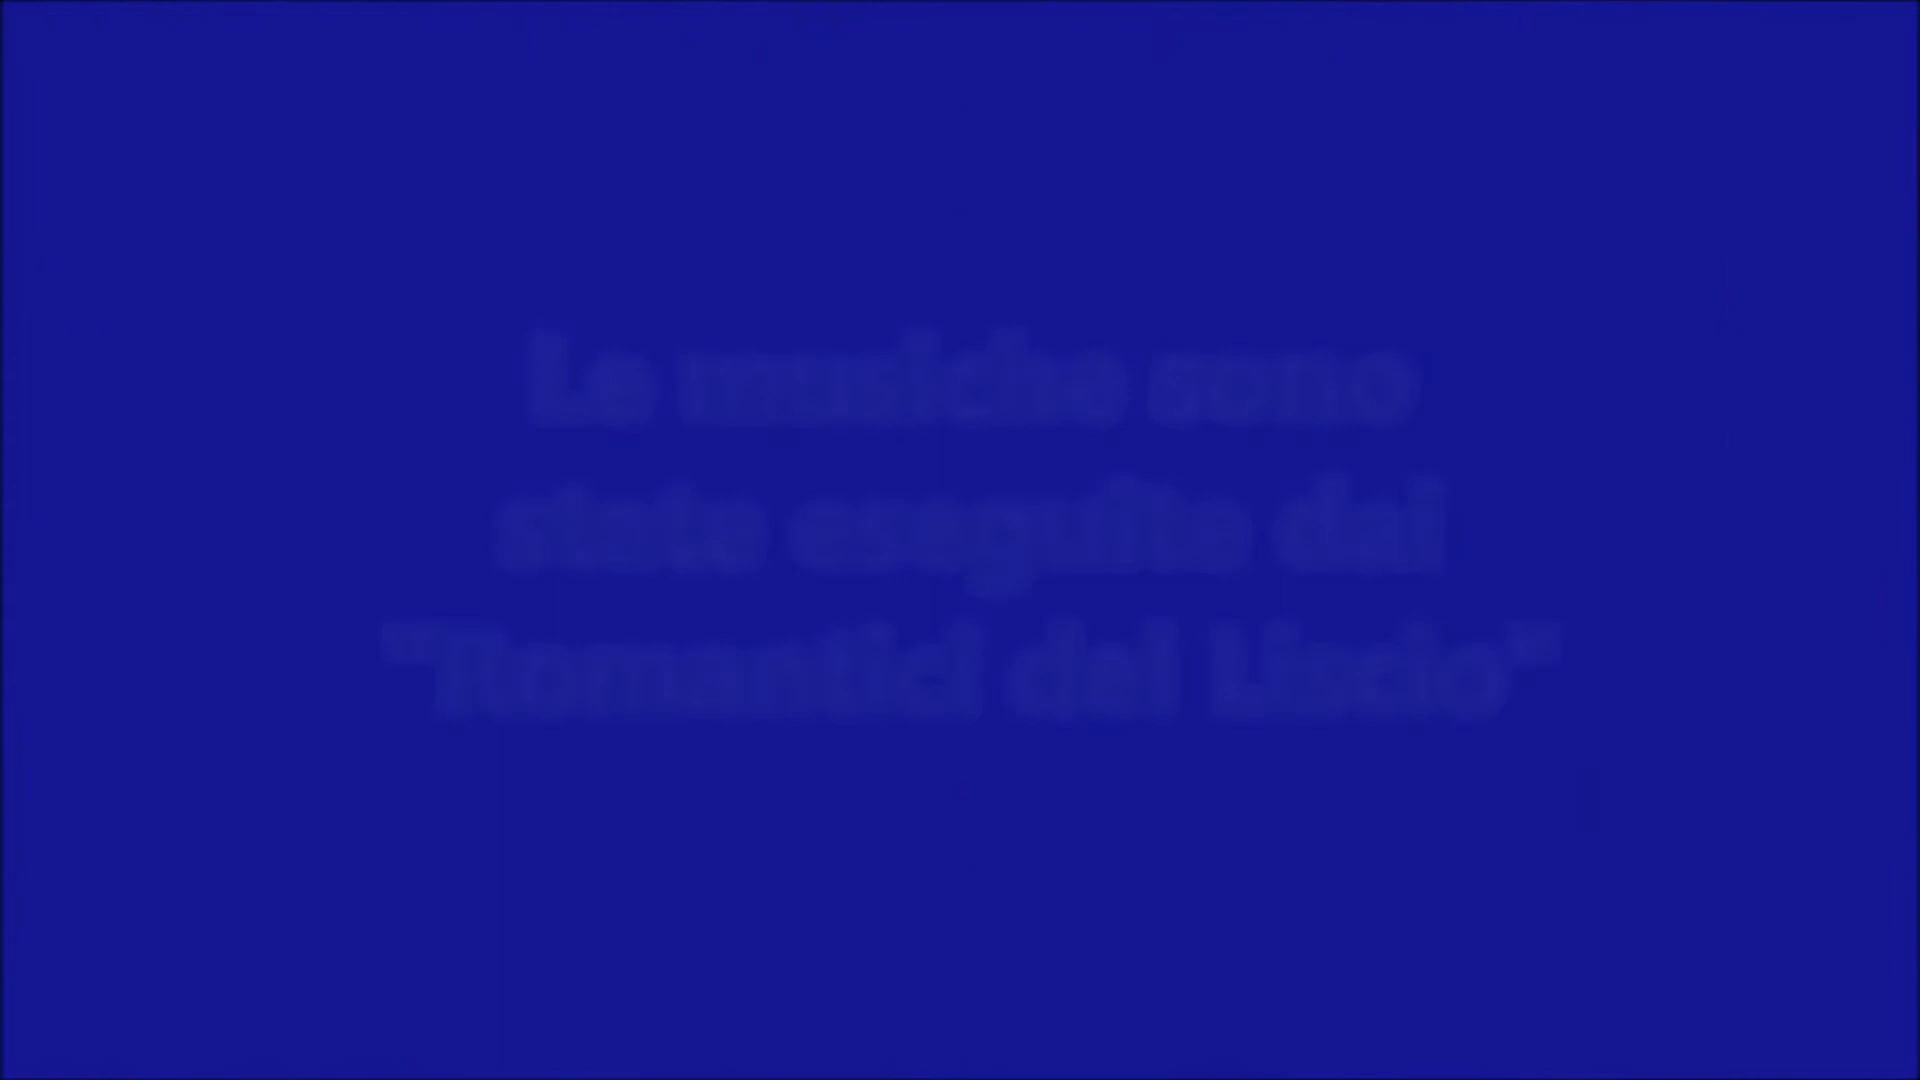 Le musiche sono
state eseguite dai
"Romantici del Liscio"